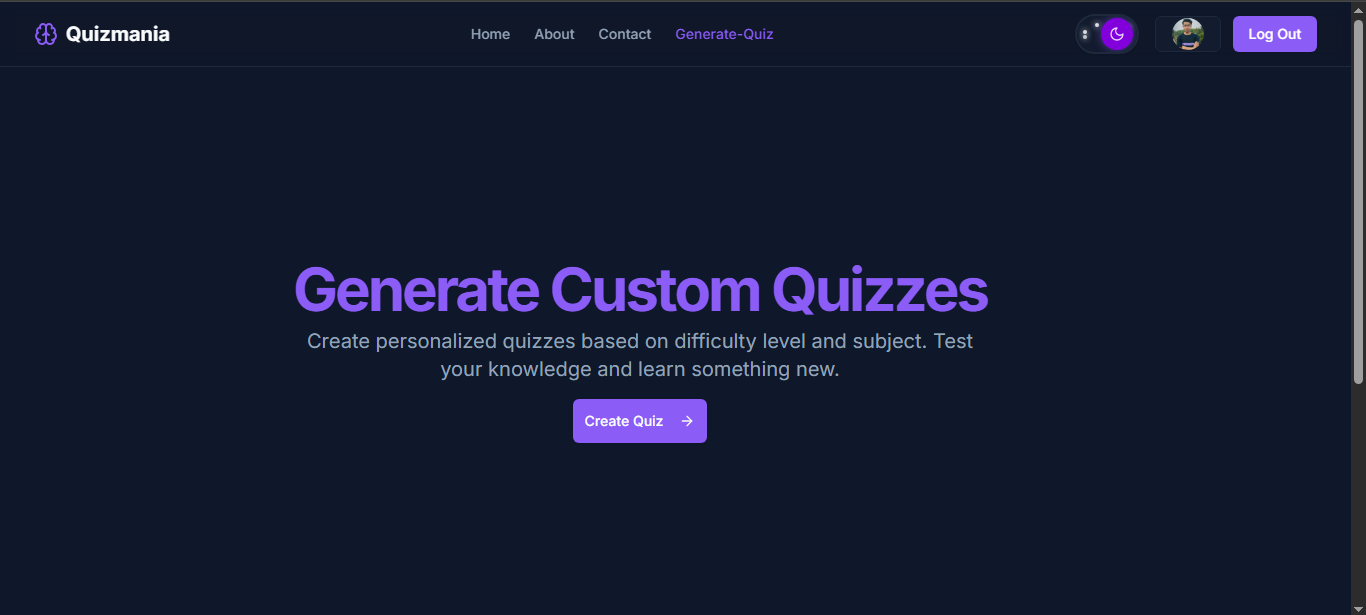 Quizmania
Home
About
Contact
Generate-Quiz
Log Out
Generate Custom Quizzes
Create personalized quizzes based on difficulty level and subject. Test
your knowledge and learn something new.
Create Quiz